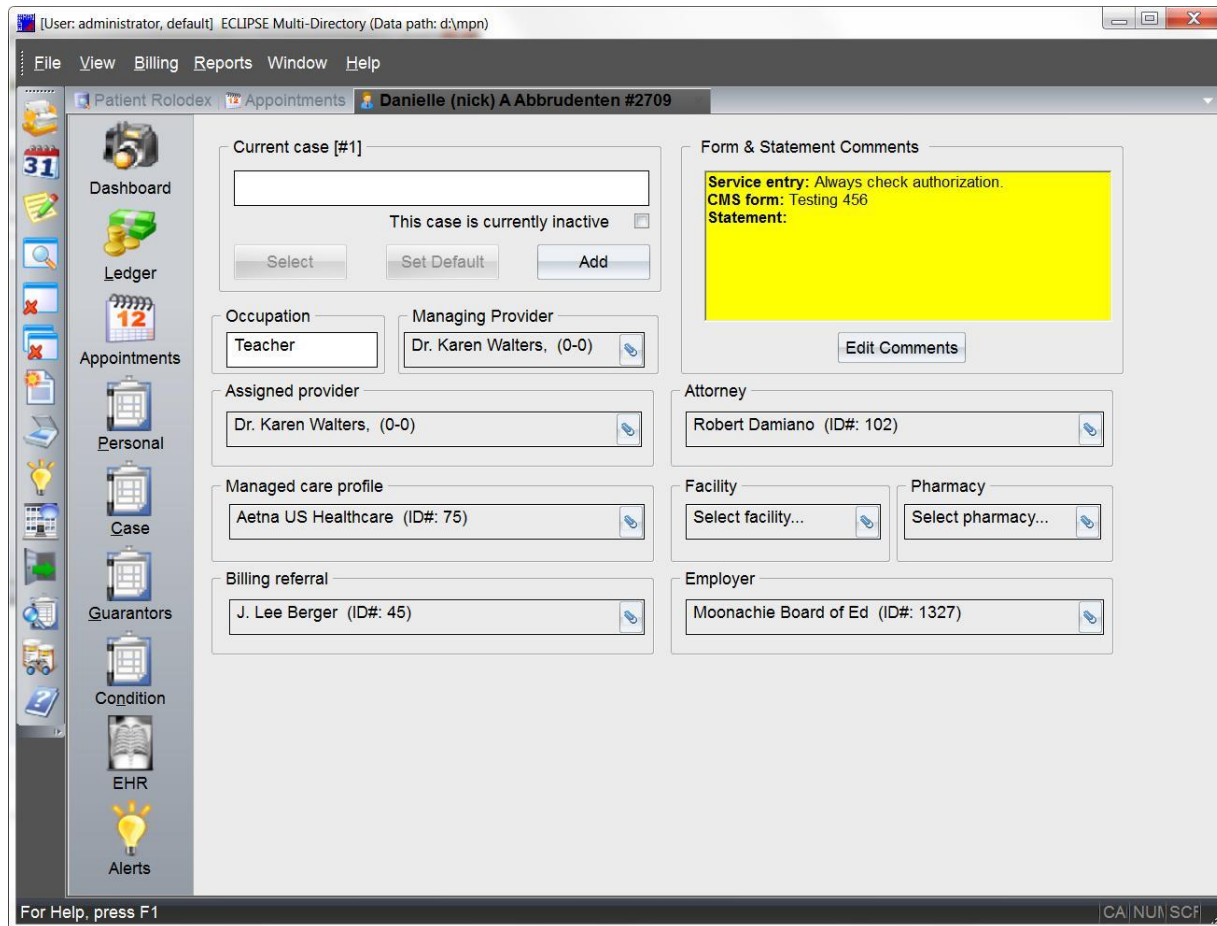 [User: administrator, default] ECLIPSE Multi-Directory (Data path: d:\mpn)
File View Billing Reports Window Help
Patient Rolodex Appointments Danielle (nick) A Abbrudenten #2709
31
Dashboard
Ledger
12
Appointments
Personal
Case
Guarantors
Condition
EHR
Alerts
Current case [#1]
This case is currently inactive
Select Set Default Add
Form & Statement Comments
Service entry: Always check authorization.
CMS form: Testing 456
Statement:
Edit Comments
Occupation
Teacher
Managing Provider
Dr. Karen Walters, (0-0)
Assigned provider
Dr. Karen Walters, (0-0)
Attorney
Robert Damiano (ID#: 102)
Managed care profile
Aetna US Healthcare (ID#: 75)
Facility
Select facility...
Pharmacy
Select pharmacy...
Billing referral
J. Lee Berger (ID#: 45)
Employer
Moonachie Board of Ed (ID#: 1327)
For Help, press F1
CA NUM SCF